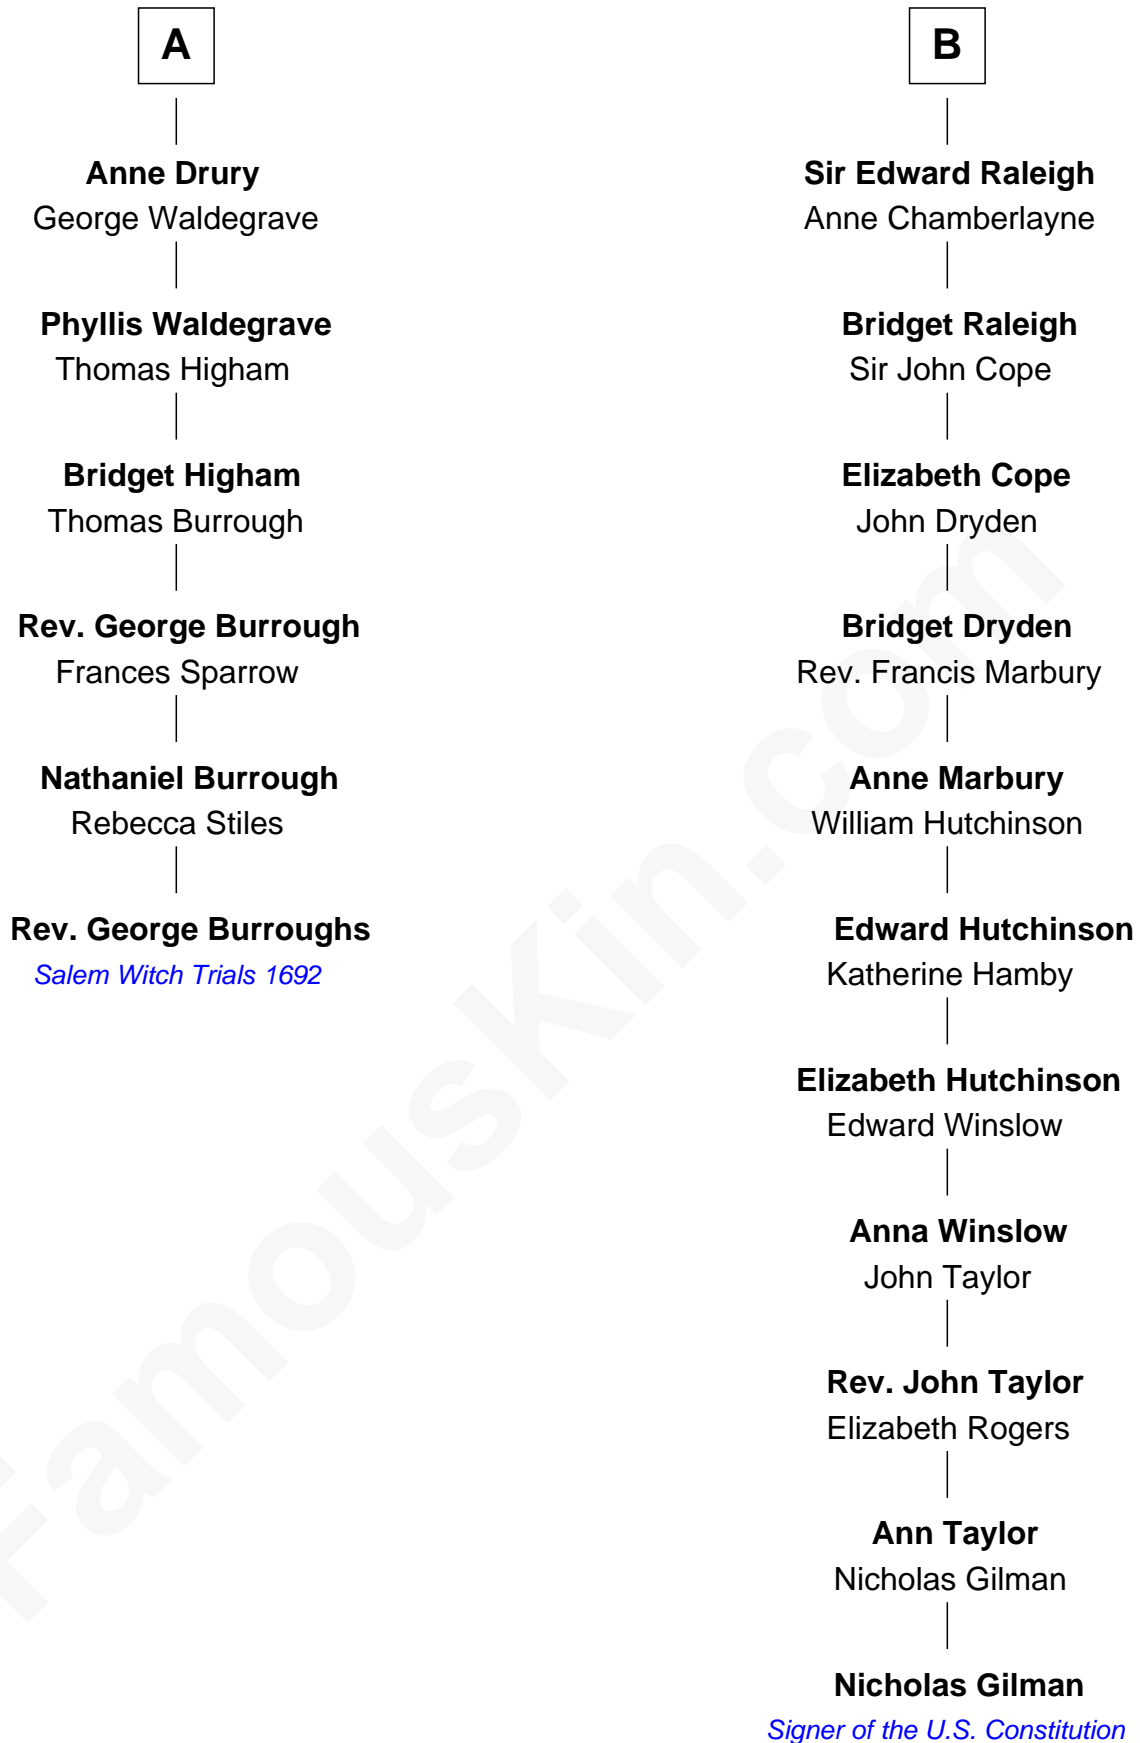 A
Anne Drury
George Waldegrave
Phyllis Waldegrave
Thomas Higham
Bridget Higham
Thomas Burrough
Rev. George Burrough
Frances Sparrow
Nathaniel Burrough
Rebecca Stiles
Rev. George Burroughs
Salem Witch Trials 1692
B
Sir Edward Raleigh
Anne Chamberlayne
Bridget Raleigh
Sir John Cope
Elizabeth Cope
John Dryden
Bridget Dryden
Rev. Francis Marbury
Anne Marbury
William Hutchinson
Edward Hutchinson
Katherine Hamby
Elizabeth Hutchinson
Edward Winslow
Anna Winslow
John Taylor
Rev. John Taylor
Elizabeth Rogers
Ann Taylor
Nicholas Gilman
Nicholas Gilman
Signer of the U.S. Constitution
FamousKin.com